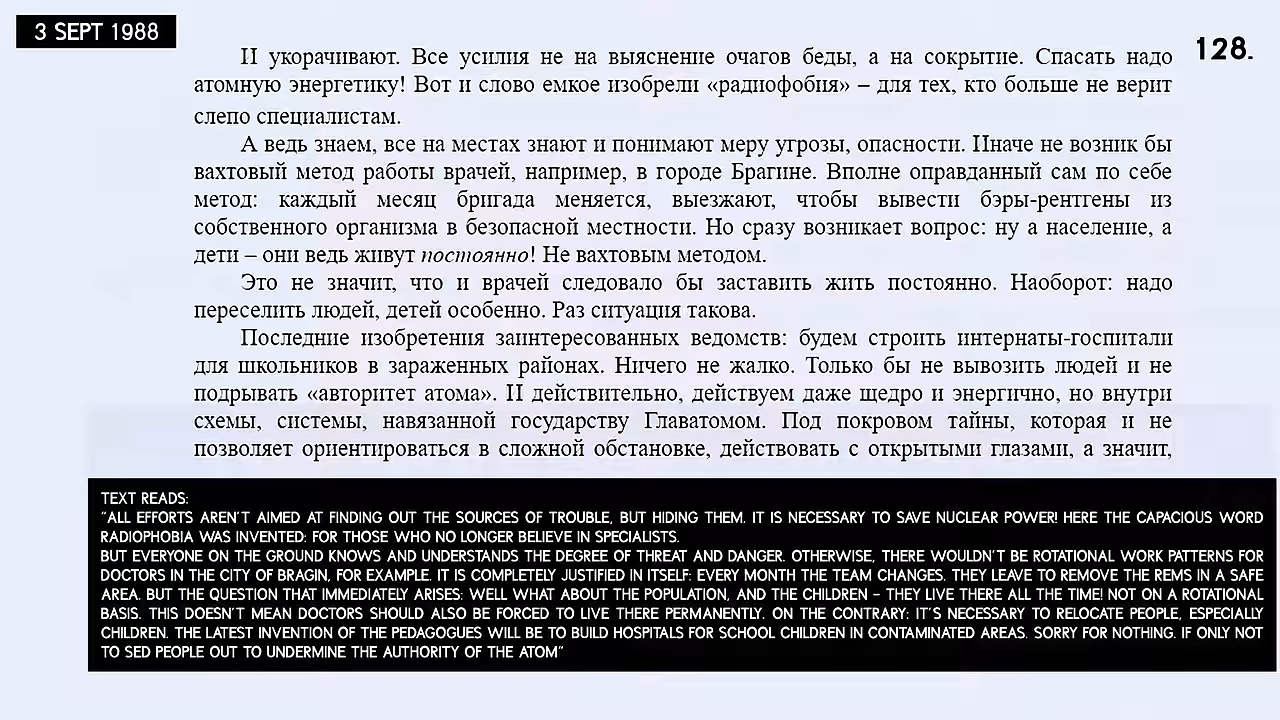 3 SEPT 1988
128.
И укорачивают. Все усилия не на выяснение очагов беды, а на сокрытие. Спасать надо
атомную энергетику! Вот и слово емкое изобрели «радиофобия» – для тех, кто больше не верит
слепо специалистам.
А ведь знаем, все на местах знают и понимают меру угрозы, опасности. Иначе не возник бы
вахтовый метод работы врачей, например, в городе Брагине. Вполне оправданный сам по себе
метод: каждый месяц бригада меняется, выезжают, чтобы вывести бэры-рентгены из
собственного организма в безопасной местности. Но сразу возникает вопрос: ну а население, а
дети – они ведь живут постоянно! Не вахтовым методом.
Это не значит, что и врачей следовало бы заставить жить постоянно. Наоборот: надо
переселить людей, детей особенно. Раз ситуация такова.
Последние изобретения заинтересованных ведомств: будем строить интернаты-госпитали
для школьников в зараженных районах. Ничего не жалко. Только бы не вывозить людей и не
подрывать «авторитет атома». И действительно, действуем даже щедро и энергично, но внутри
схемы, системы, навязанной государству Главатомом. Под покровом тайны, которая и не
позволяет ориентироваться в сложной обстановке, действовать с открытыми глазами, а значит,
TEXT READS:
"ALL EFFORTS AREN'T AIMED AT FINDING OUT THE SOURCES OF TROUBLE, BUT HIDING THEM. IT IS NECESSARY TO SAVE NUCLEAR POWER! HERE THE CAPACIOUS WORD
RADIOPHOBIA WAS INVENTED: FOR THOSE WHO NO LONGER BELIEVE IN SPECIALISTS.
BUT EVERYONE ON THE GROUND KNOWS AND UNDERSTANDS THE DEGREE OF THREAT AND DANGER. OTHERWISE, THERE WOULDN'T BE ROTATIONAL WORK PATTERNS FOR
DOCTORS IN THE CITY OF BRAGIN, FOR EXAMPLE. IT IS COMPLETELY JUSTIFIED IN ITSELF: EVERY MONTH THE TEAM CHANGES. THEY LEAVE TO REMOVE THE REMS IN A SAFE
AREA. BUT THE QUESTION THAT IMMEDIATELY ARISES: WELL WHAT ABOUT THE POPULATION, AND THE CHILDREN – THEY LIVE THERE ALL THE TIME! NOT ON A ROTATIONAL
BASIS. THIS DOESN'T MEAN DOCTORS SHOULD ALSO BE FORCED TO LIVE THERE PERMANENTLY. ON THE CONTRARY: IT'S NECESSARY TO RELOCATE PEOPLE, ESPECIALLY
CHILDREN. THE LATEST INVENTION OF THE PEDAGOGUES WILL BE TO BUILD HOSPITALS FOR SCHOOL CHILDREN IN CONTAMINATED AREAS. SORRY FOR NOTHING. IF ONLY NOT
TO SED PEOPLE OUT TO UNDERMINE THE AUTHORITY OF THE ATOM"